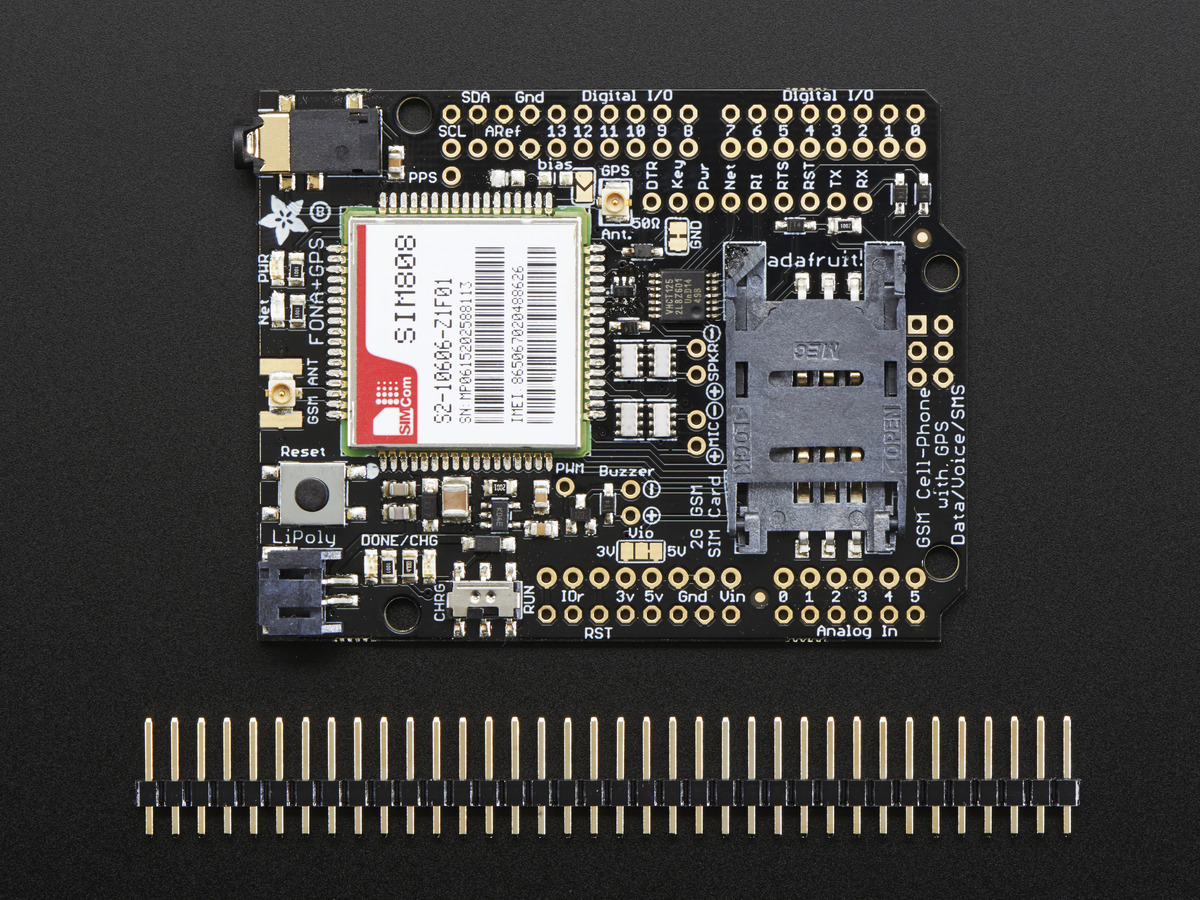 SDA Gnd Digital I/O Digital I/O
SCL ARef 13 12 11 10 9 8 7 6 5 4 3 2 1 0
PPS bias GPS DTR Key Pwr Net RI RTS RST TX RX
Ant. 50Ω GND
adafruit!
PWR
Net
FONA+GPS
GSM ANT
SIM808
S2-10606-Z1F01
SN:MP0615202588113
IMEI 865067020488626
SIMCom
VHCT125
SPKR
MIC
MEC
LOCK
OPEN
GSM Cell-Phone
with GPS
Data/Voice/SMS
2G GSM
SIM Card
Reset
PWM Buzzer
LiPoly
DONE/CHG
Vio
3V 5V
CHRG RUN
IOr 3v 5v Gnd Vin 0 1 2 3 4 5
RST Analog In